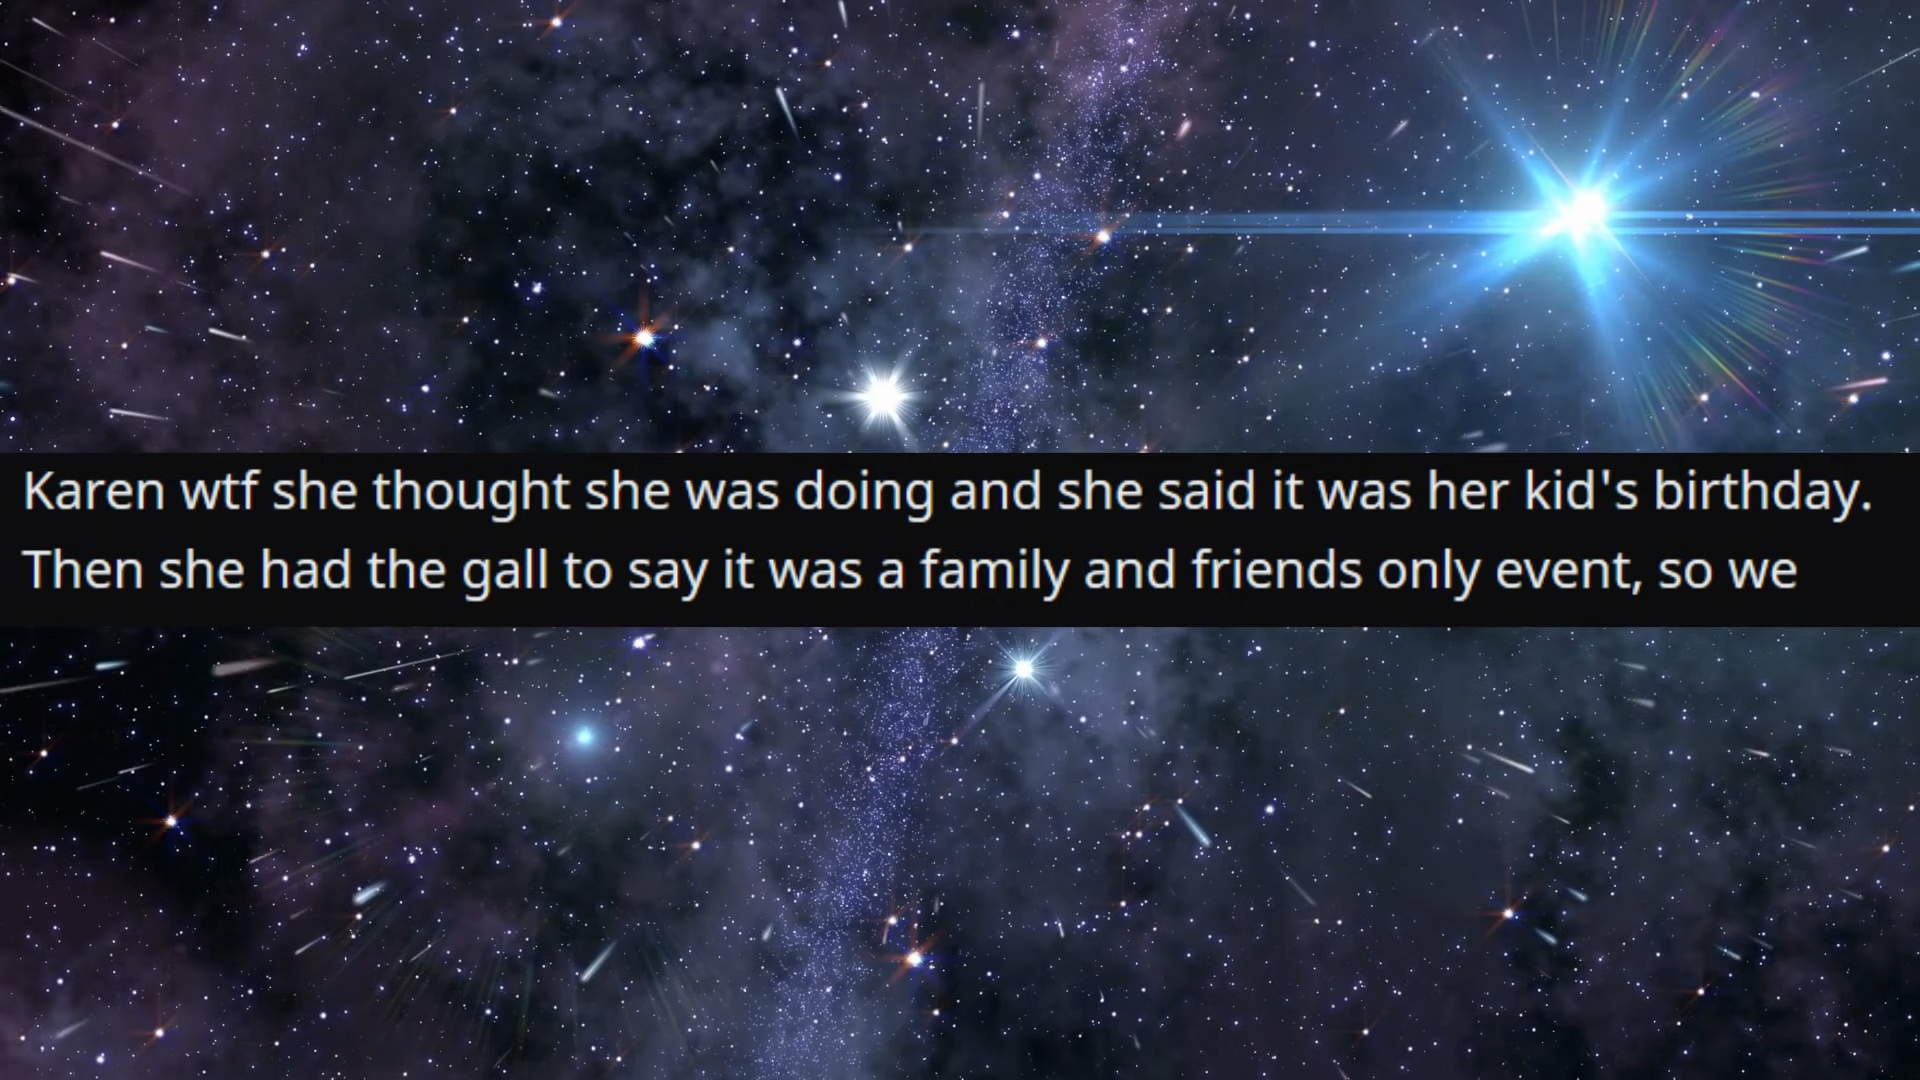 Karen wtf she thought she was doing and she said it was her kid's birthday.
Then she had the gall to say it was a family and friends only event, so we